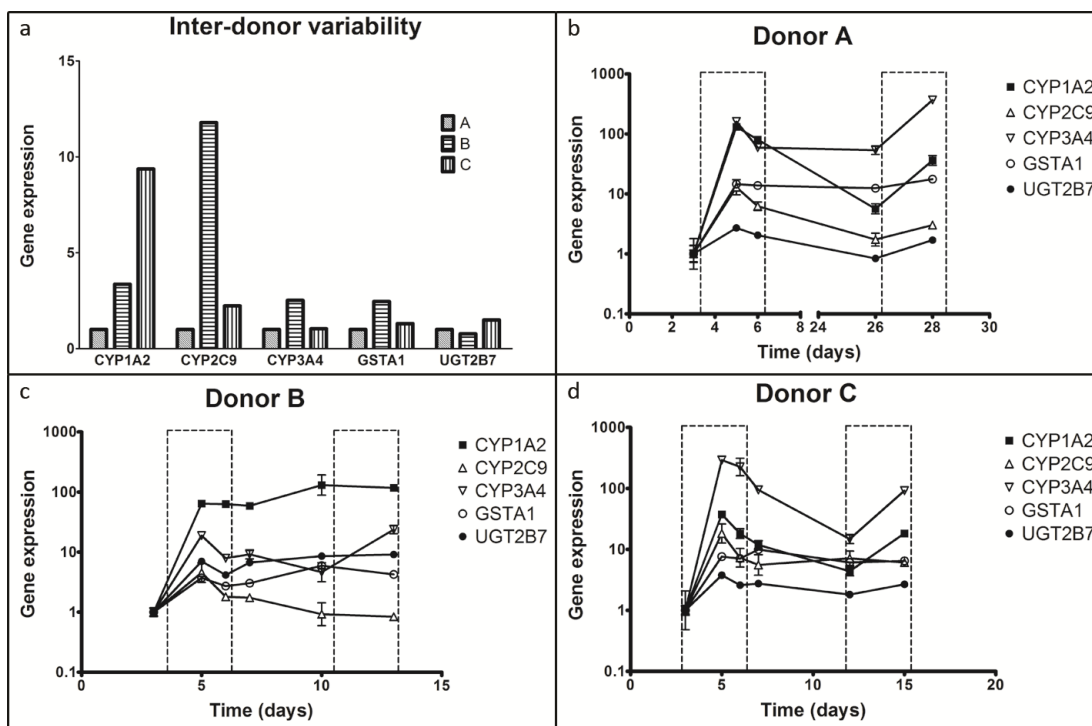 a
Inter-donor variability
Gene expression
15
10
5
0
A
B
C
CYP1A2 CYP2C9 CYP3A4 GSTA1 UGT2B7
b
Donor A
Gene expression
1000
100
10
1
0.1
CYP1A2
CYP2C9
CYP3A4
GSTA1
UGT2B7
0 2 4 6 8 24 26 28 30
Time (days)
c
Donor B
Gene expression
1000
100
10
1
0.1
CYP1A2
CYP2C9
CYP3A4
GSTA1
UGT2B7
0 5 10 15
Time (days)
d
Donor C
Gene expression
1000
100
10
1
0.1
CYP1A2
CYP2C9
CYP3A4
GSTA1
UGT2B7
0 5 10 15 20
Time (days)